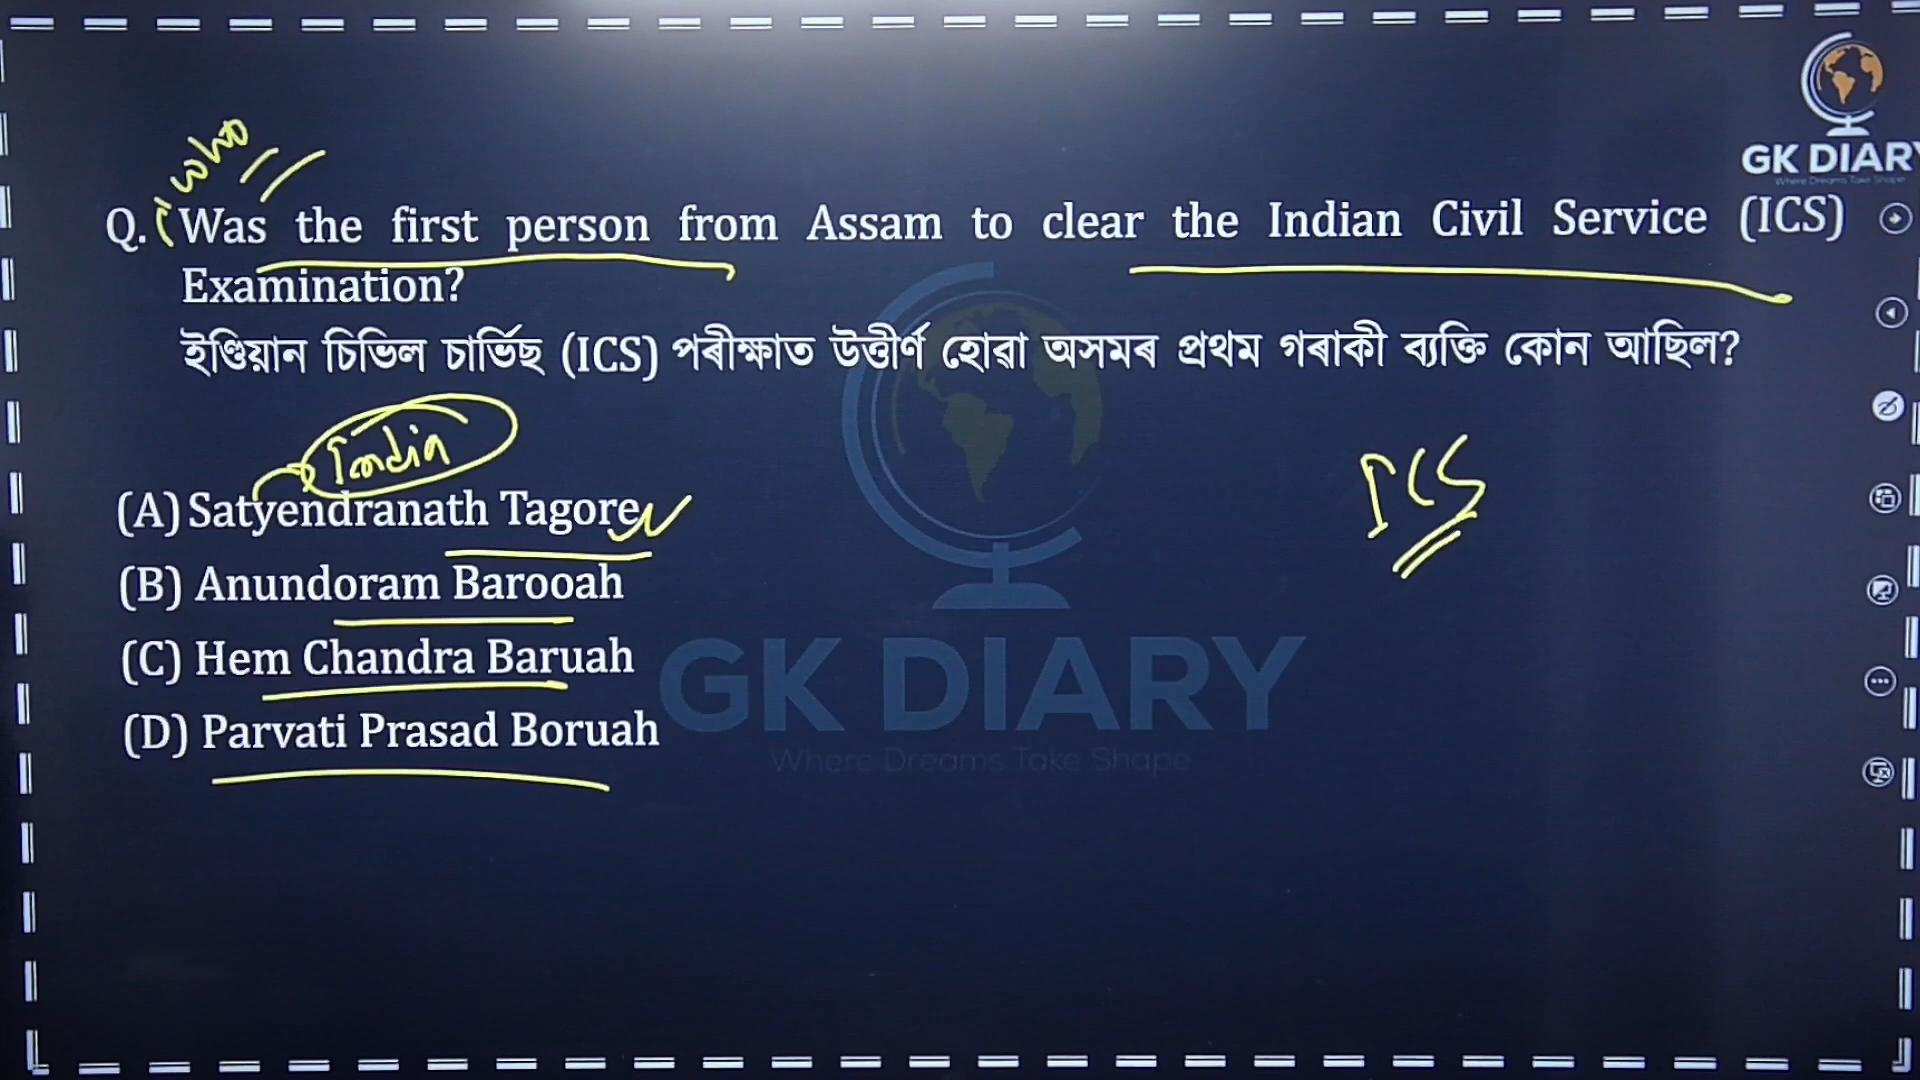 GK DIARY
Where Dreams Take Shape
who
Q. Was the first person from Assam to clear the Indian Civil Service (ICS)
Examination?
ইণ্ডিয়ান চিভিল চাৰ্ভিছ (ICS) পৰীক্ষাত উত্তীৰ্ণ হোৱা অসমৰ প্ৰথম গৰাকী ব্যক্তি কোন আছিল?
India
ICS
(A) Satyendranath Tagore
(B) Anundoram Barooah
(C) Hem Chandra Baruah
(D) Parvati Prasad Boruah
GK DIARY
Where Dreams Take Shape